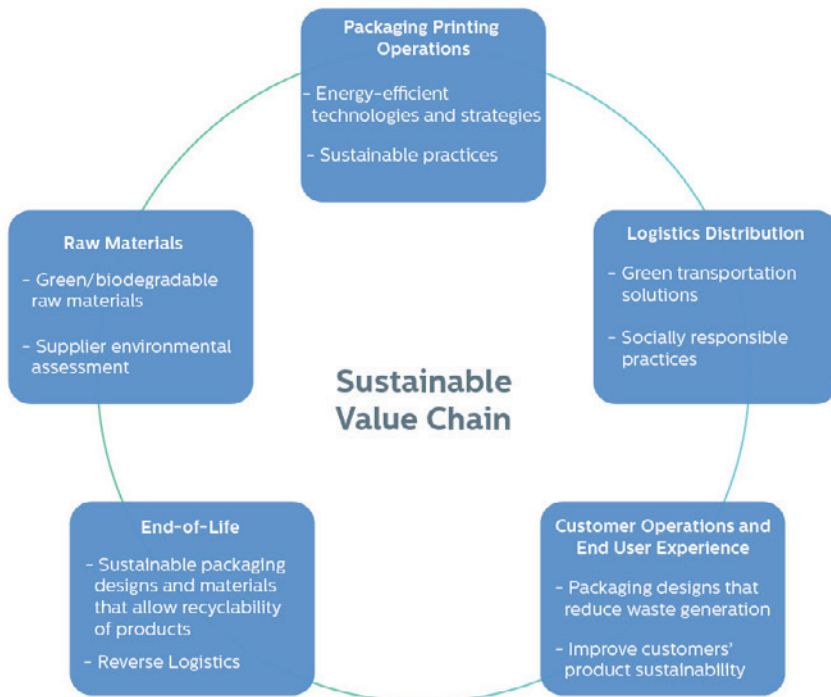 Packaging Printing
Operations
- Energy-efficient
technologies and strategies
- Sustainable practices
Logistics Distribution
- Green transportation
solutions
- Socially responsible
practices
Customer Operations and
End User Experience
- Packaging designs that
reduce waste generation
- Improve customers'
product sustainability
End-of-Life
- Sustainable packaging
designs and materials
that allow recyclability
of products
- Reverse Logistics
Raw Materials
- Green/biodegradable
raw materials
- Supplier environmental
assessment
Sustainable
Value Chain